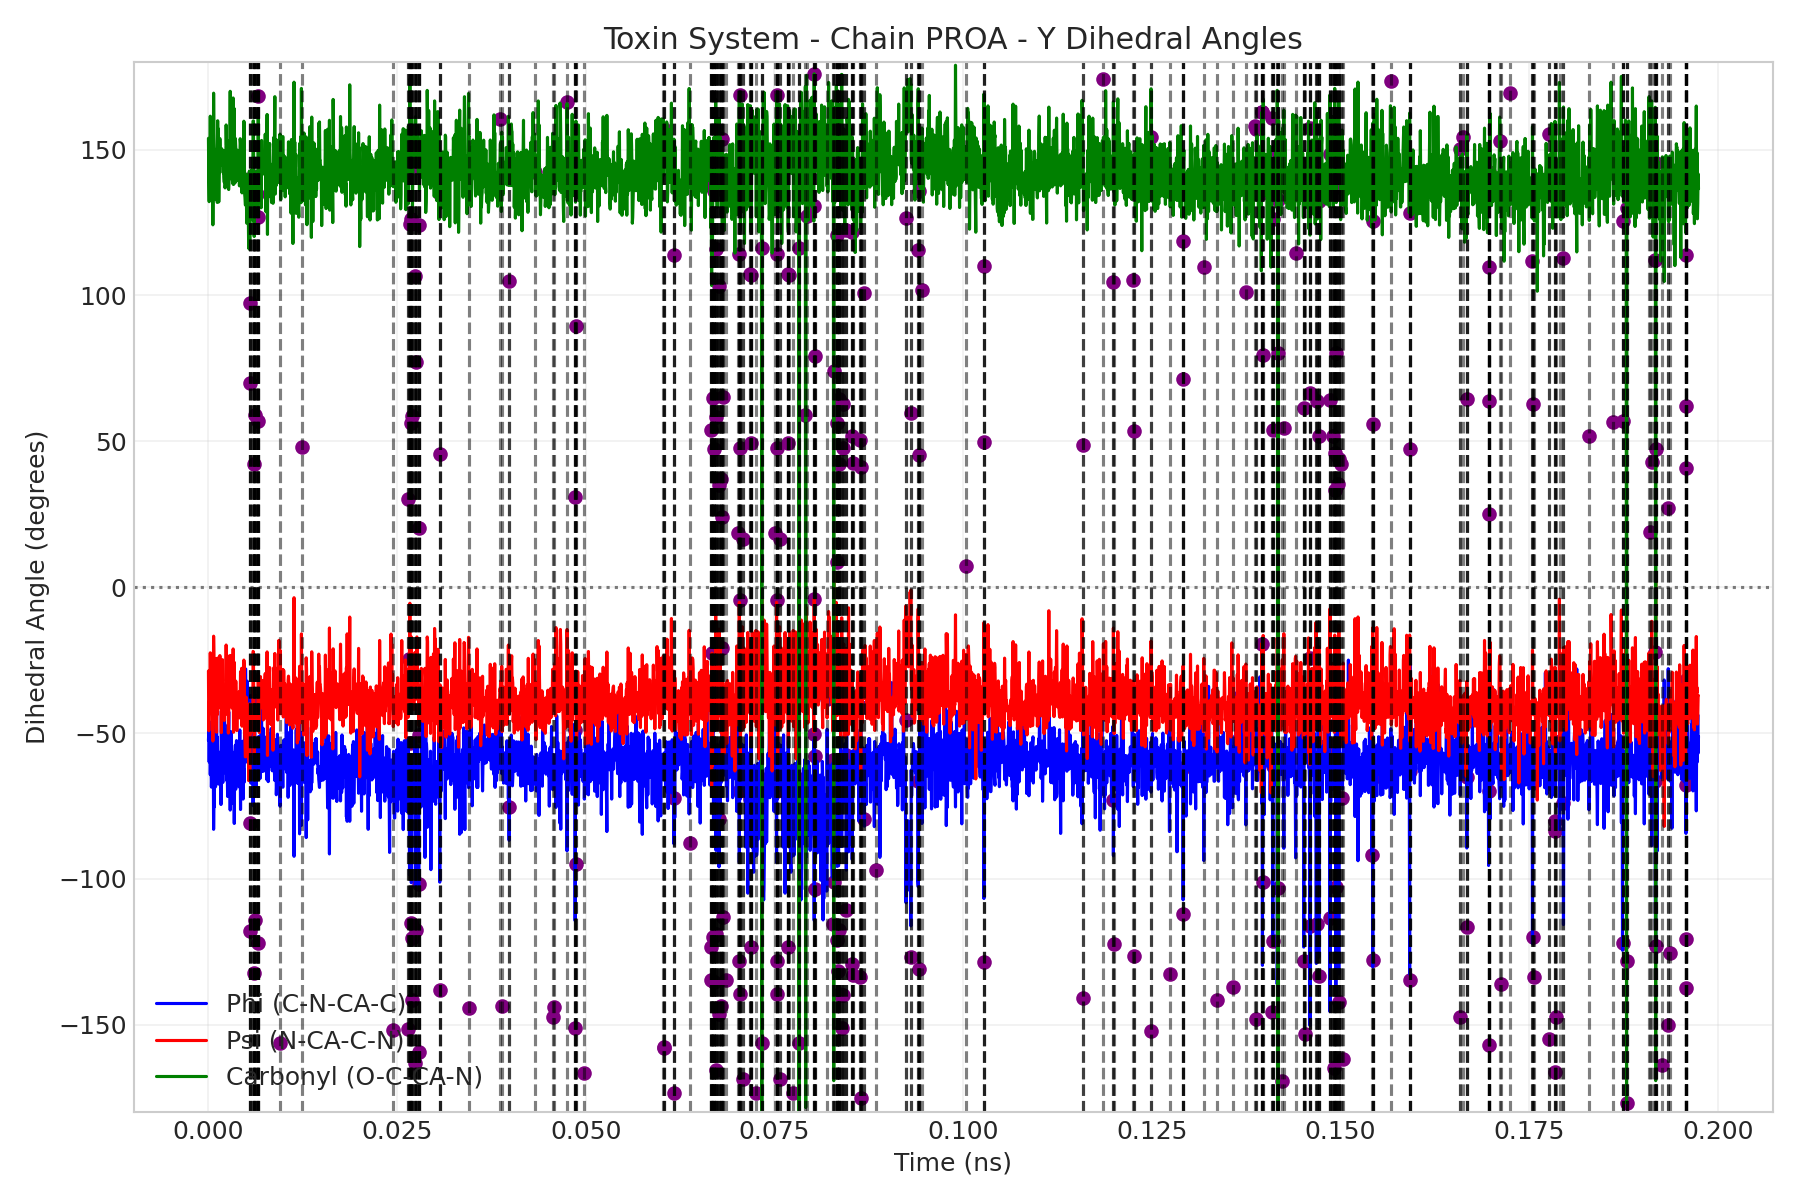 Toxin System - Chain PROA - Y Dihedral Angles
Dihedral Angle (degrees)
150
100
50
0
−50
−100
−150
Phi (C-N-CA-C)
Psi (N-CA-C-N)
Carbonyl (O-C-CA-N)
0.000 0.025 0.050 0.075 0.100 0.125 0.150 0.175 0.200
Time (ns)